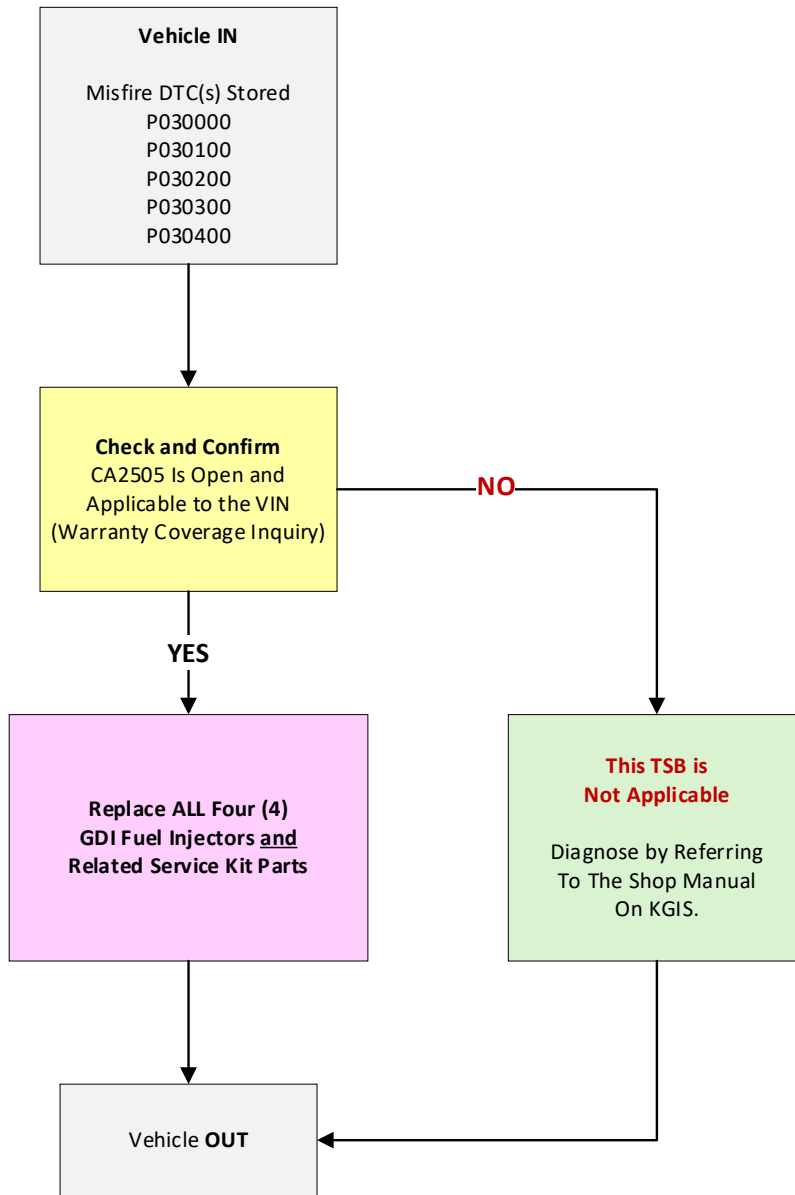 Vehicle IN
Misfire DTC(s) Stored
P030000
P030100
P030200
P030300
P030400
Check and Confirm
CA2505 Is Open and
Applicable to the VIN
(Warranty Coverage Inquiry)
NO
YES
Replace ALL Four (4)
GDI Fuel Injectors and
Related Service Kit Parts
This TSB is
Not Applicable
Diagnose by Referring
To The Shop Manual
On KGIS.
Vehicle OUT